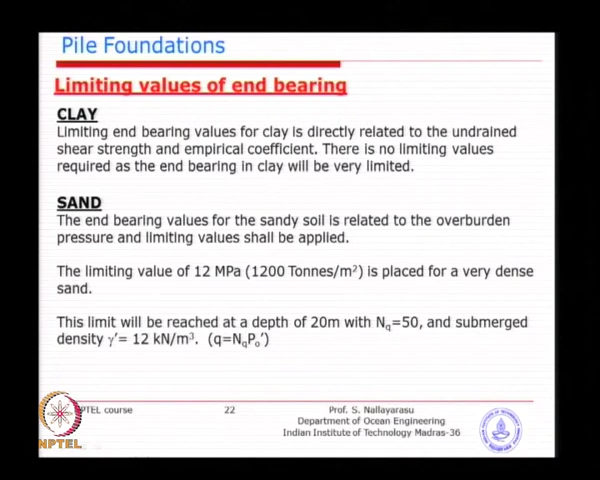 Pile Foundations
Limiting values of end bearing
CLAY
Limiting end bearing values for clay is directly related to the undrained
shear strength and empirical coefficient. There is no limiting values
required as the end bearing in clay will be very limited.
SAND
The end bearing values for the sandy soil is related to the overburden
pressure and limiting values shall be applied.
The limiting value of 12 MPa (1200 Tonnes/m²) is placed for a very dense
sand.
This limit will be reached at a depth of 20m with Nq=50, and submerged
density γ'= 12 kN/m³. (q=NqPo')
PTEL course
22
Prof. S. Nallayarasu
Department of Ocean Engineering
Indian Institute of Technology Madras-36
NPTEL